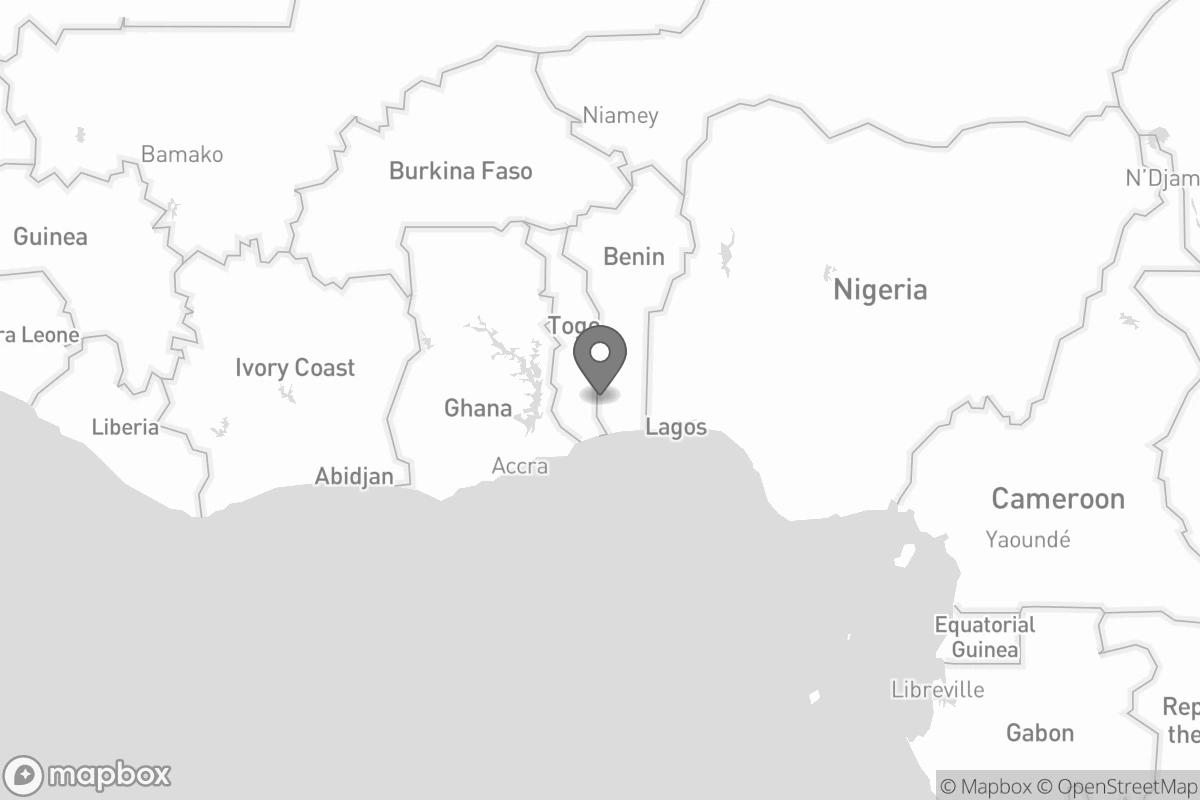 Niamey
Bamako
Burkina Faso
N'Djam
Guinea
Benin
Nigeria
Togo
ra Leone
Ivory Coast
Ghana
Liberia
Lagos
Accra
Abidjan
Cameroon
Yaoundé
Equatorial
Guinea
Libreville
Rep
Gabon
the
mapbox
© Mapbox © OpenStreetMap